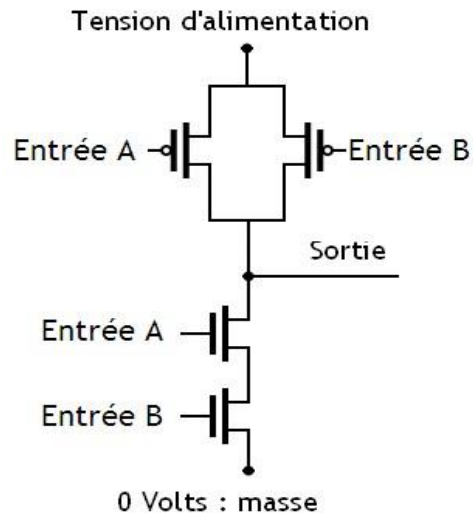 Tension d'alimentation
Entrée A
Entrée B
Sortie
Entrée A
Entrée B
0 Volts : masse